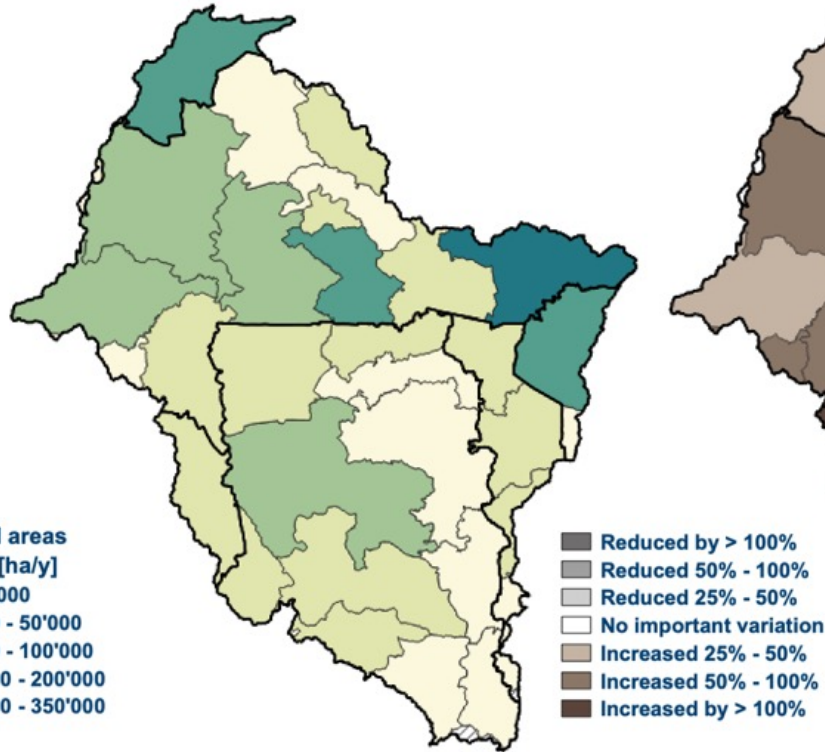 areas
[ha/y]
000
- 50'000
- 100'000
0 - 200'000
0 - 350'000
Reduced by > 100%
Reduced 50% - 100%
Reduced 25% - 50%
No important variation
Increased 25% - 50%
Increased 50% - 100%
Increased by > 100%